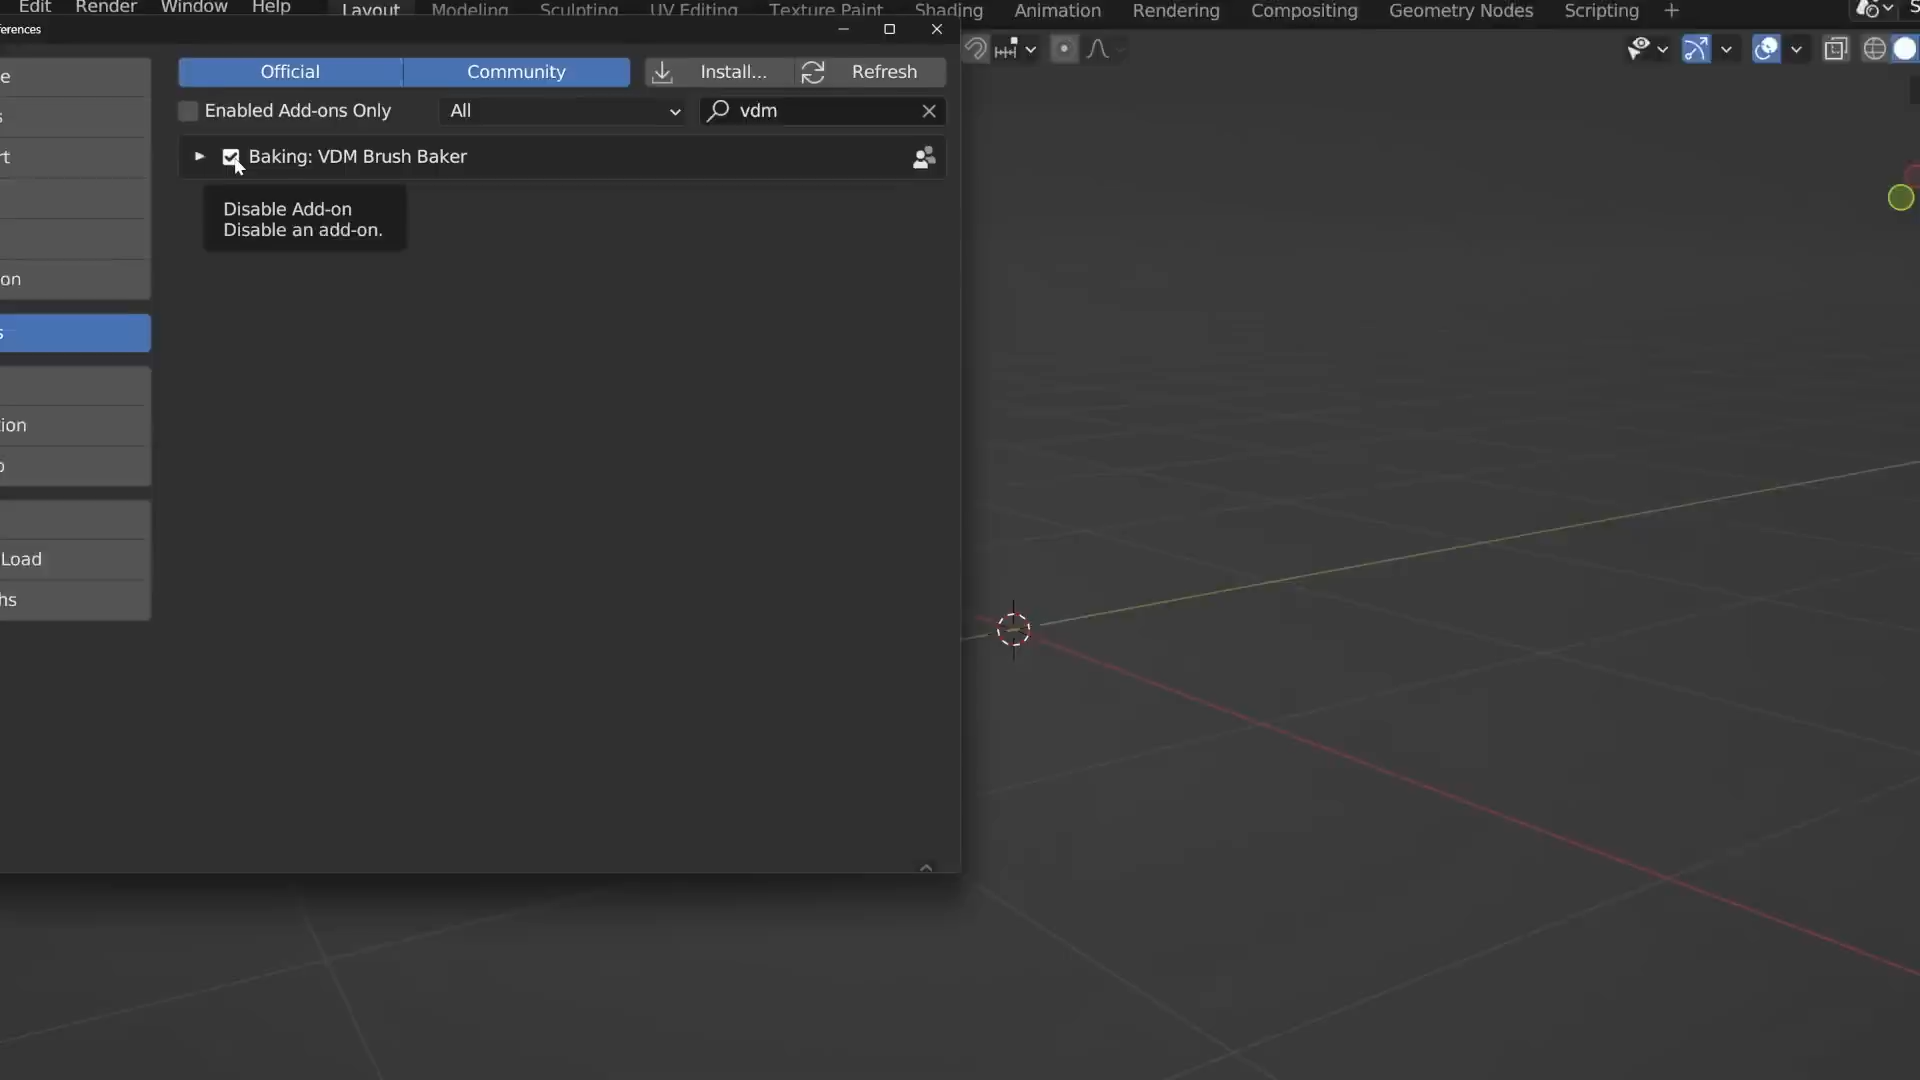 Edit Render Window Help Layout Modeling Sculpting UV Editing Texture Paint Shading Animation Rendering Compositing Geometry Nodes Scripting +
erences
Official Community Install... Refresh
Enabled Add-ons Only All vdm
Baking: VDM Brush Baker
Disable Add-on
Disable an add-on.
e
s
rt
on
s
tion
Load
hs